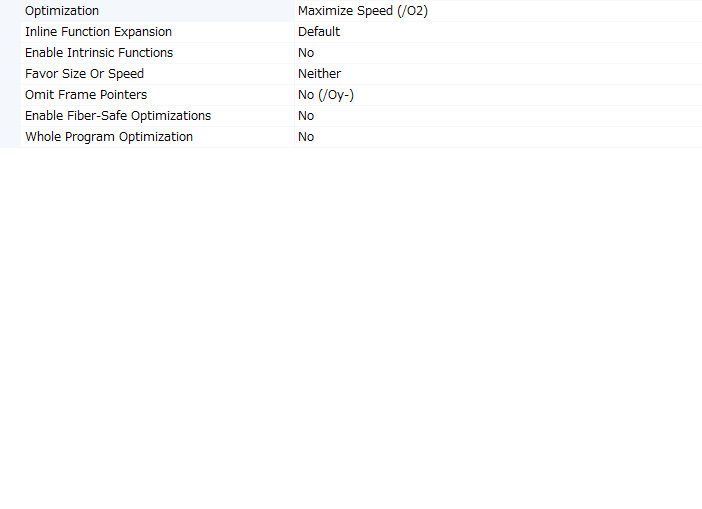 Optimization Maximize Speed (/O2)
Inline Function Expansion Default
Enable Intrinsic Functions No
Favor Size Or Speed Neither
Omit Frame Pointers No (/Oy-)
Enable Fiber-Safe Optimizations No
Whole Program Optimization No